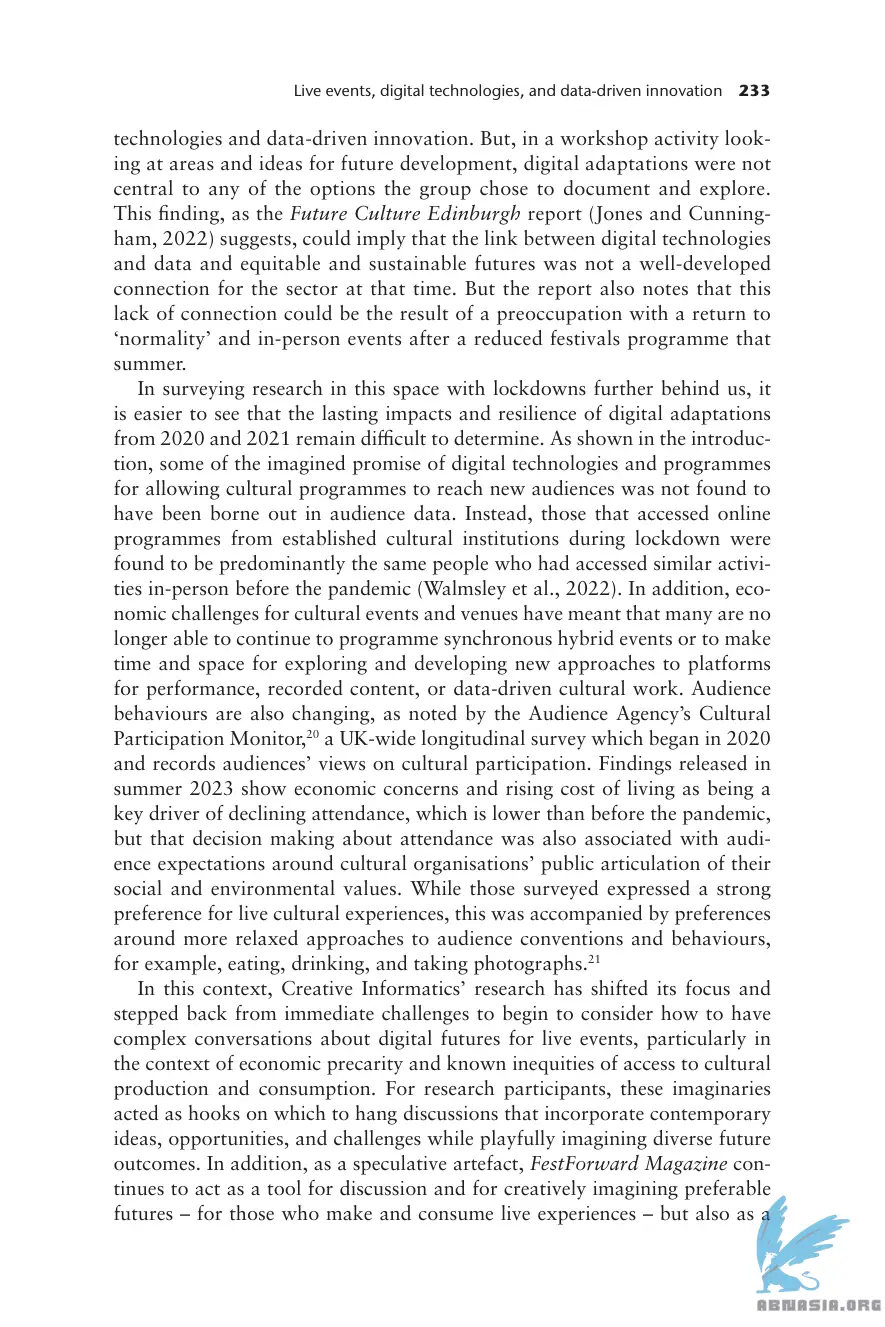 Live events, digital technologies, and data-driven innovation 233
technologies and data-driven innovation. But, in a workshop activity look-
ing at areas and ideas for future development, digital adaptations were not
central to any of the options the group chose to document and explore.
This finding, as the Future Culture Edinburgh report (Jones and Cunning-
ham, 2022) suggests, could imply that the link between digital technologies
and data and equitable and sustainable futures was not a well-developed
connection for the sector at that time. But the report also notes that this
lack of connection could be the result of a preoccupation with a return to
‘normality’ and in-person events after a reduced festivals programme that
summer.
In surveying research in this space with lockdowns further behind us, it
is easier to see that the lasting impacts and resilience of digital adaptations
from 2020 and 2021 remain difficult to determine. As shown in the introduc-
tion, some of the imagined promise of digital technologies and programmes
for allowing cultural programmes to reach new audiences was not found to
have been borne out in audience data. Instead, those that accessed online
programmes from established cultural institutions during lockdown were
found to be predominantly the same people who had accessed similar activi-
ties in-person before the pandemic (Walmsley et al., 2022). In addition, eco-
nomic challenges for cultural events and venues have meant that many are no
longer able to continue to programme synchronous hybrid events or to make
time and space for exploring and developing new approaches to platforms
for performance, recorded content, or data-driven cultural work. Audience
behaviours are also changing, as noted by the Audience Agency’s Cultural
Participation Monitor,20 a UK-wide longitudinal survey which began in 2020
and records audiences’ views on cultural participation. Findings released in
summer 2023 show economic concerns and rising cost of living as being a
key driver of declining attendance, which is lower than before the pandemic,
but that decision making about attendance was also associated with audi-
ence expectations around cultural organisations’ public articulation of their
social and environmental values. While those surveyed expressed a strong
preference for live cultural experiences, this was accompanied by preferences
around more relaxed approaches to audience conventions and behaviours,
for example, eating, drinking, and taking photographs.21
In this context, Creative Informatics’ research has shifted its focus and
stepped back from immediate challenges to begin to consider how to have
complex conversations about digital futures for live events, particularly in
the context of economic precarity and known inequities of access to cultural
production and consumption. For research participants, these imaginaries
acted as hooks on which to hang discussions that incorporate contemporary
ideas, opportunities, and challenges while playfully imagining diverse future
outcomes. In addition, as a speculative artefact, FestForward Magazine con-
tinues to act as a tool for discussion and for creatively imagining preferable
futures – for those who make and consume live experiences – but also as a
ABNASIA.ORG